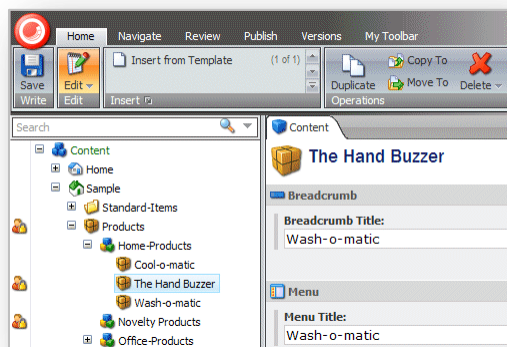 Home Navigate Review Publish Versions My Toolbar
Save
Write
Edit
Edit
Insert from Template (1 of 1)
Insert
Duplicate
Copy To
Move To
Delete
Operations
Search
Content
Home
Sample
Standard-Items
Products
Home-Products
Cool-o-matic
The Hand Buzzer
Wash-o-matic
Novelty Products
Office-Products
Content
The Hand Buzzer
Breadcrumb
Breadcrumb Title:
Wash-o-matic
Menu
Menu Title:
Wash-o-matic